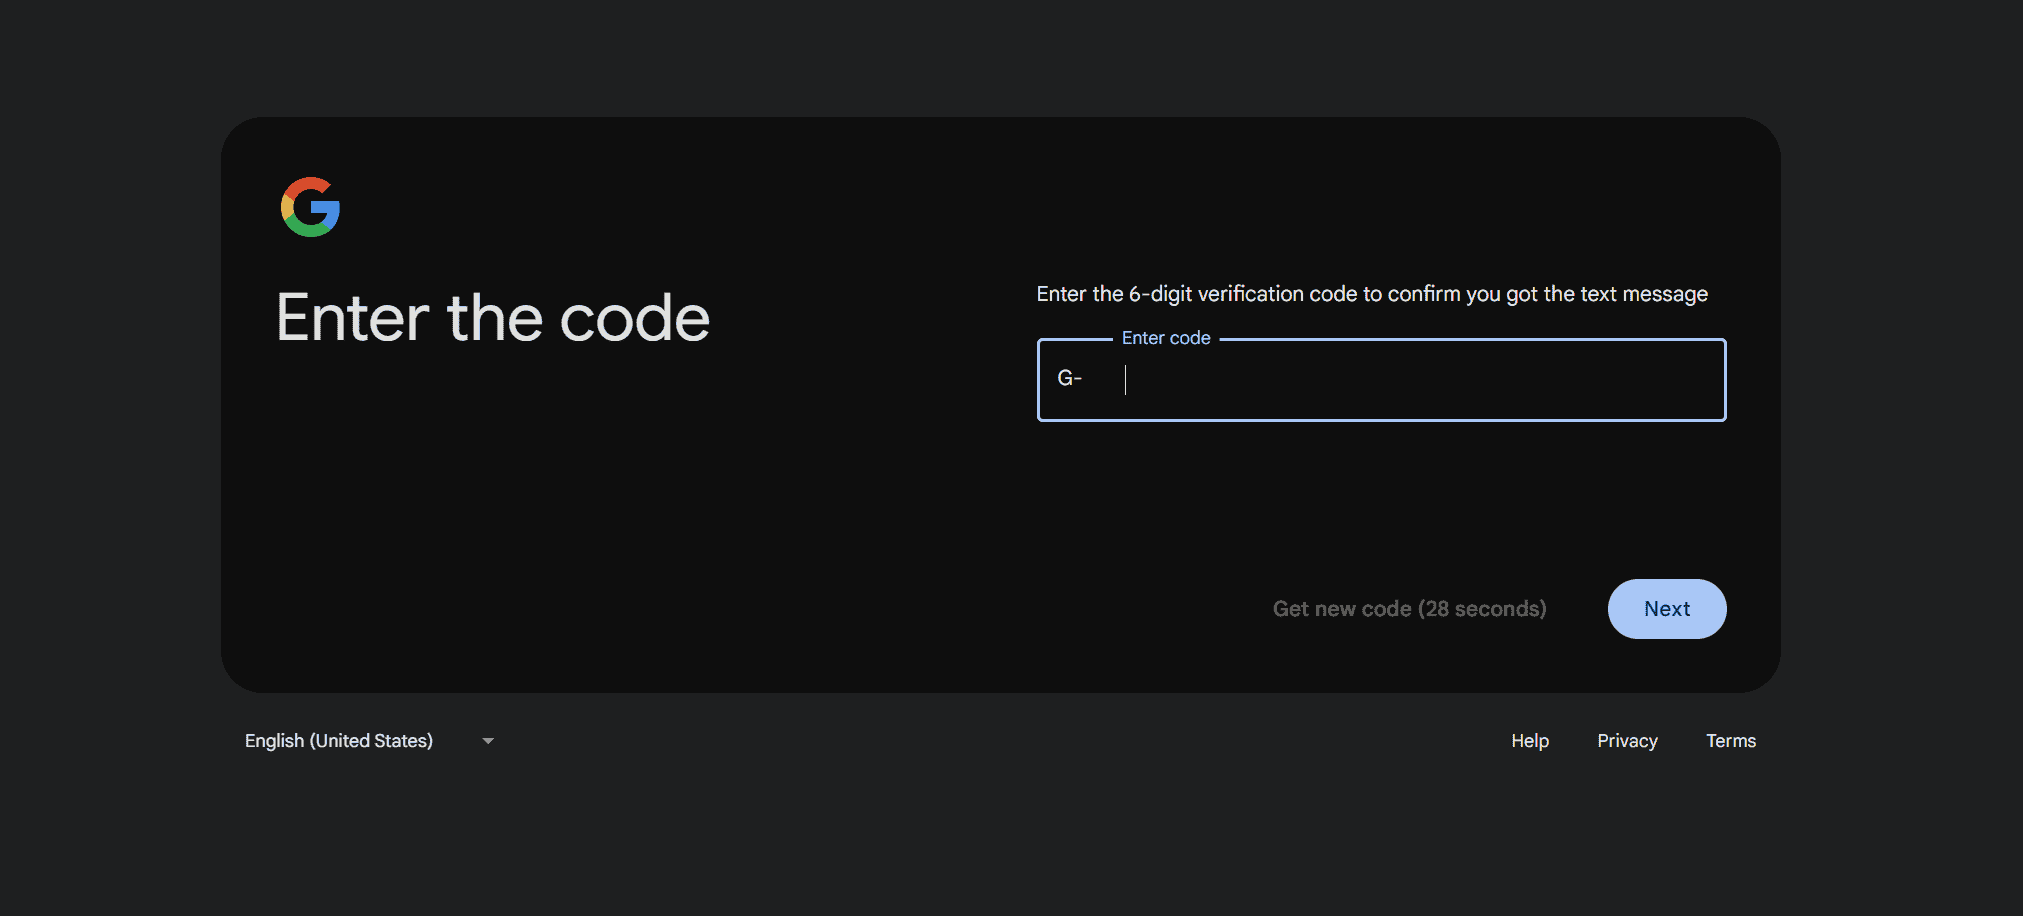 Enter the code
Enter the 6-digit verification code to confirm you got the text message
Enter code
G-
Get new code (28 seconds)
Next
English (United States)
Help
Privacy
Terms